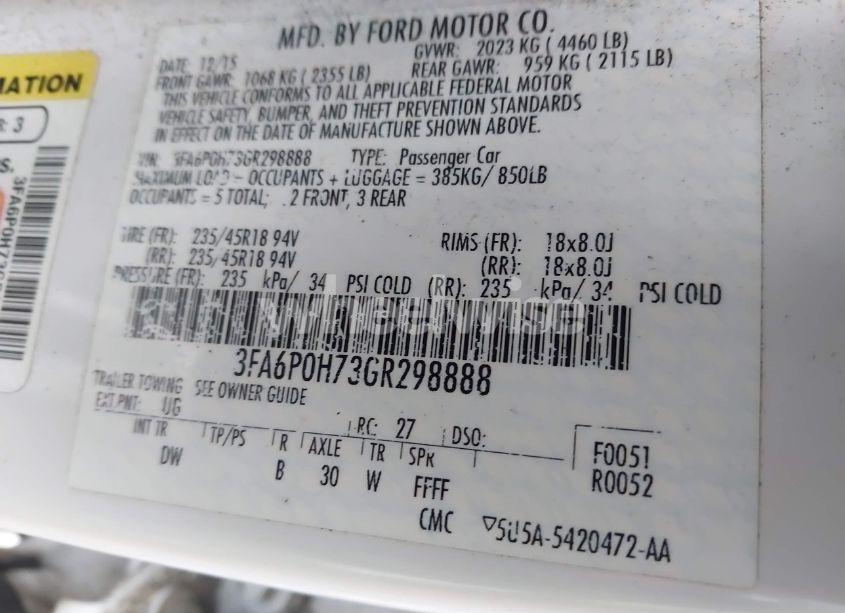 MFD. BY FORD MOTOR CO.
DATE: 12/15 GVWR: 2023 KG ( 4460 LB)
FRONT GAWR: 1068 KG ( 2355 LB) REAR GAWR: 959 KG ( 2115 LB)
THIS VEHICLE CONFORMS TO ALL APPLICABLE FEDERAL MOTOR
VEHICLE SAFETY, BUMPER, AND THEFT PREVENTION STANDARDS
IN EFFECT ON THE DATE OF MANUFACTURE SHOWN ABOVE.
VIN: 3FA6P0H73GR298888 TYPE: Passenger Car
MAXIMUM LOAD - OCCUPANTS + LUGGAGE = 385KG/ 850LB
OCCUPANTS = 5 TOTAL; 2 FRONT, 3 REAR
TIRE (FR): 235/45R18 94V RIMS (FR): 18x8.0J
(RR): 235/45R18 94V (RR): 18x8.0J
PRESSURE (FR): 235 kPa/ 34 PSI COLD (RR): 235 kPa/ 34 PSI COLD
3FA6P0H73GR298888
TRAILER TOWING SEE OWNER GUIDE
EXT PNT: UG RC: 27 DSO:
INT TR TP/PS R AXLE TR SPR F0051
DW B 30 W FFFF R0052
CMC ▽5U5A-5420472-AA
MATION
R: 3
S.
3FA6P0H73G